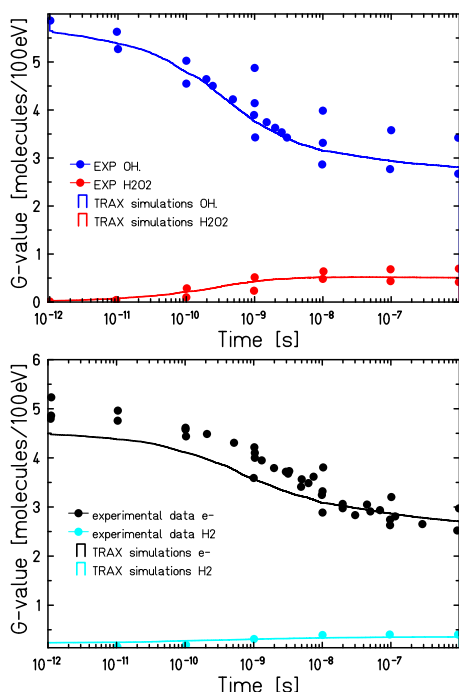 G-value [molecules/100eV]
5
4
3
2
1
0
EXP OH.
EXP H2O2
TRAX simulations OH.
TRAX simulations H2O2
10-12 10-11 10-10 10-9 10-8 10-7
Time [s]
G-value [molecules/100eV]
6
5
4
3
2
1
experimental data e-
experimental data H2
TRAX simulations e-
TRAX simulations H2
10-12 10-11 10-10 10-9 10-8 10-7
Time [s]